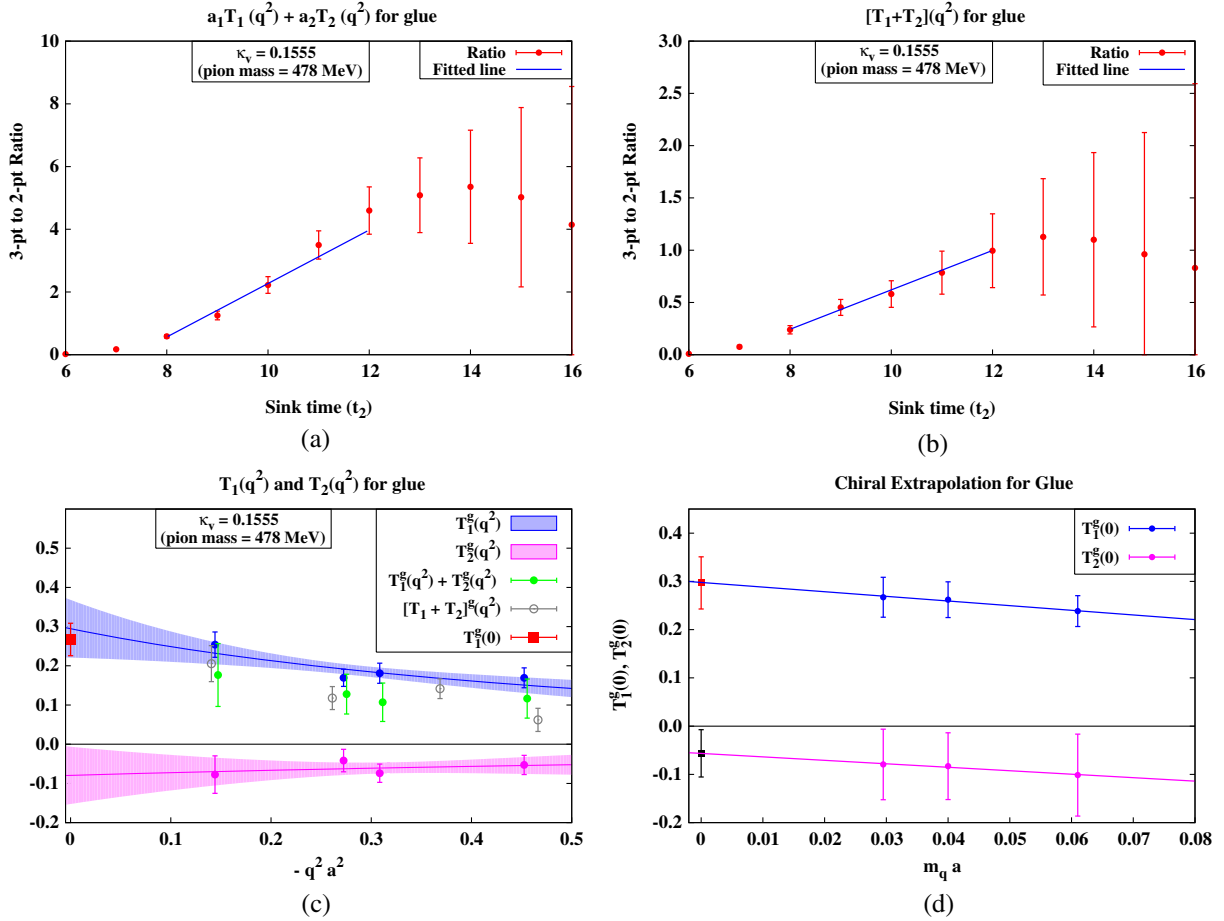 a₁T₁ (q²) + a₂T₂ (q²) for glue
κᵥ = 0.1555
(pion mass = 478 MeV)
Ratio
Fitted line
10
8
6
4
2
0
3-pt to 2-pt Ratio
6 8 10 12 14 16
Sink time (t₂)
(a)
[T₁+T₂](q²) for glue
κᵥ = 0.1555
(pion mass = 478 MeV)
Ratio
Fitted line
3.0
2.5
2.0
1.5
1.0
0.5
0.0
3-pt to 2-pt Ratio
6 8 10 12 14 16
Sink time (t₂)
(b)
T₁(q²) and T₂(q²) for glue
κᵥ = 0.1555
(pion mass = 478 MeV)
T₁ᵍ(q²)
T₂ᵍ(q²)
T₁ᵍ(q²) + T₂ᵍ(q²)
[T₁ + T₂]ᵍ(q²)
T₁ᵍ(0)
0.5
0.4
0.3
0.2
0.1
0.0
-0.1
-0.2
0 0.1 0.2 0.3 0.4 0.5
- q² a²
(c)
Chiral Extrapolation for Glue
T₁ᵍ(0)
T₂ᵍ(0)
0.4
0.3
0.2
0.1
0.0
-0.1
-0.2
T₁ᵍ(0), T₂ᵍ(0)
0 0.01 0.02 0.03 0.04 0.05 0.06 0.07 0.08
m_q a
(d)